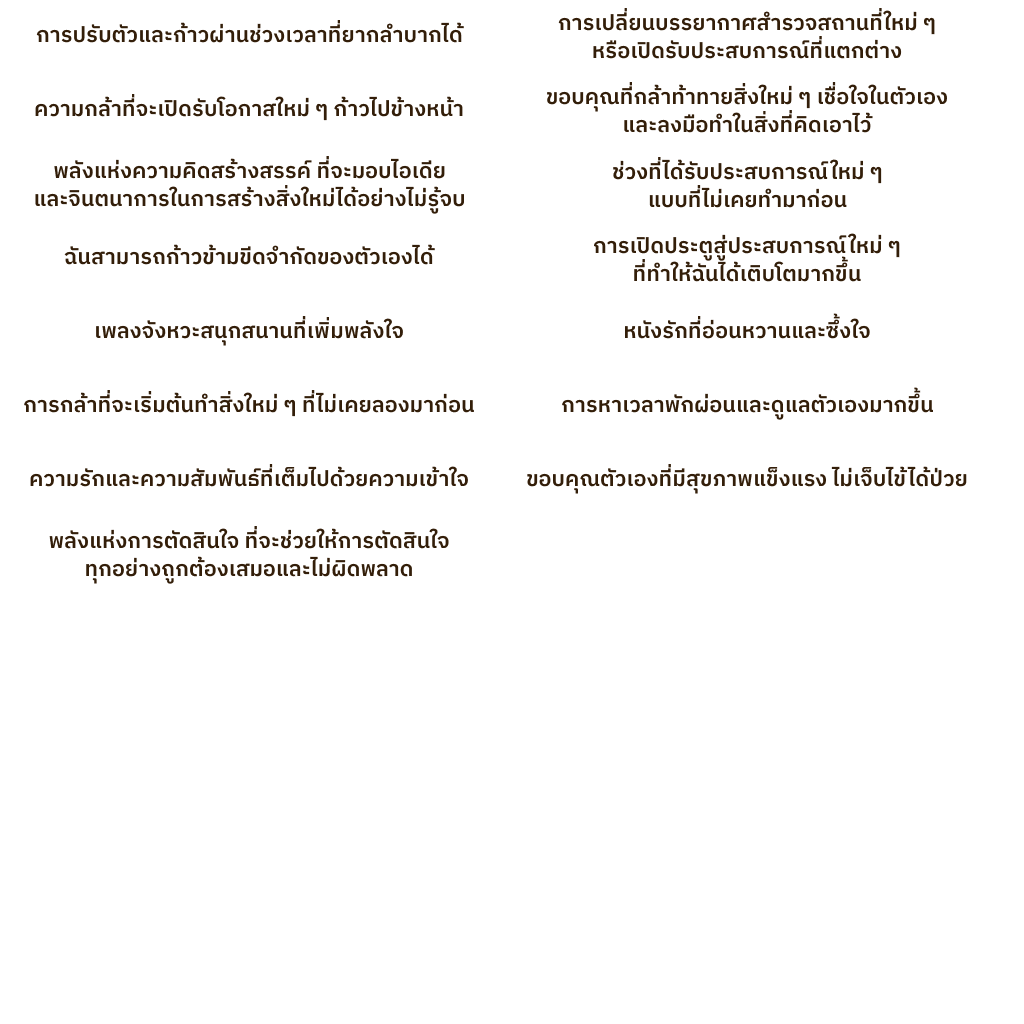 การปรับตัวและก้าวผ่านช่วงเวลาที่ยากลำบากได้
การเปลี่ยนบรรยากาศสำรวจสถานที่ใหม่ ๆ
หรือเปิดรับประสบการณ์ที่แตกต่าง
ความกล้าที่จะเปิดรับโอกาสใหม่ ๆ ก้าวไปข้างหน้า
ขอบคุณที่กล้าท้าทายสิ่งใหม่ ๆ เชื่อใจในตัวเอง
และลงมือทำในสิ่งที่คิดเอาไว้
พลังแห่งความคิดสร้างสรรค์ ที่จะมอบไอเดีย
และจินตนาการในการสร้างสิ่งใหม่ได้อย่างไม่รู้จบ
ช่วงที่ได้รับประสบการณ์ใหม่ ๆ
แบบที่ไม่เคยทำมาก่อน
ฉันสามารถก้าวข้ามขีดจำกัดของตัวเองได้
การเปิดประตูสู่ประสบการณ์ใหม่ ๆ
ที่ทำให้ฉันได้เติบโตมากขึ้น
เพลงจังหวะสนุกสนานที่เพิ่มพลังใจ
หนังรักที่อ่อนหวานและซึ้งใจ
การกล้าที่จะเริ่มต้นทำสิ่งใหม่ ๆ ที่ไม่เคยลองมาก่อน
การหาเวลาพักผ่อนและดูแลตัวเองมากขึ้น
ความรักและความสัมพันธ์ที่เต็มไปด้วยความเข้าใจ
ขอบคุณตัวเองที่มีสุขภาพแข็งแรง ไม่เจ็บไข้ได้ป่วย
พลังแห่งการตัดสินใจ ที่จะช่วยให้การตัดสินใจ
ทุกอย่างถูกต้องเสมอและไม่ผิดพลาด